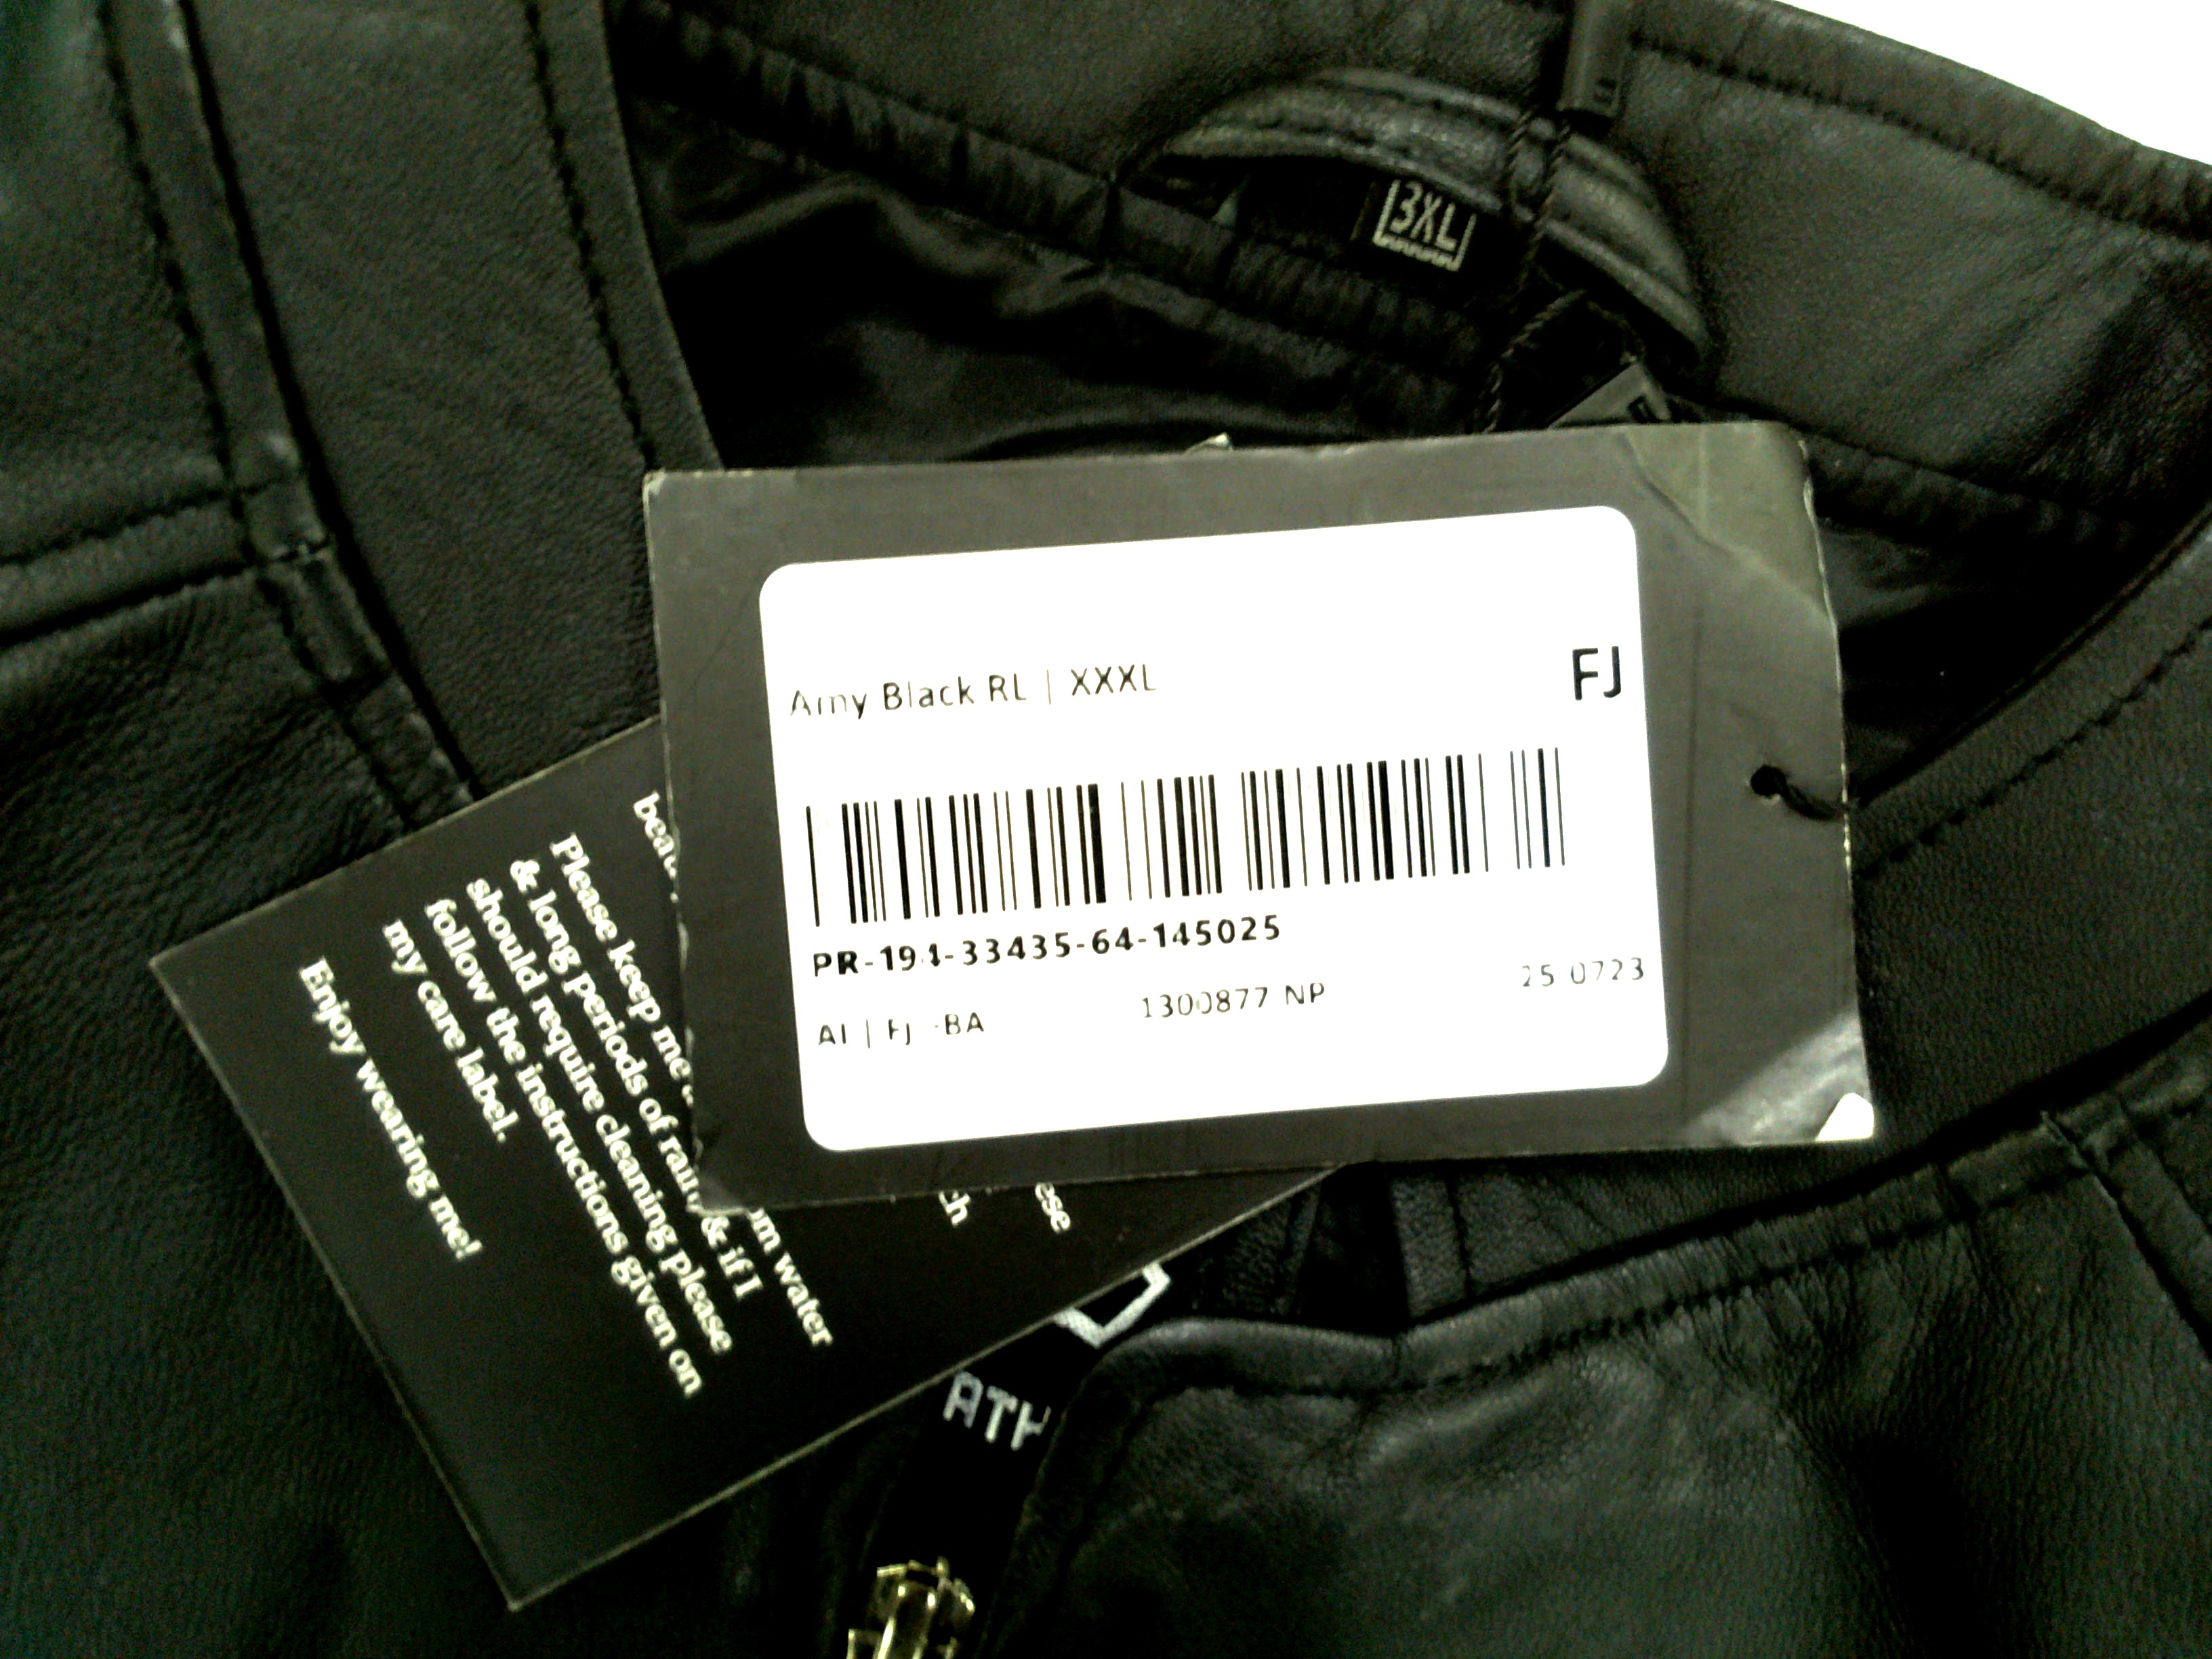 3XL
Amy Black RL | XXXL
FJ
PR-194-33435-64-145025
AI | FJ -BA
1300877 NP
25 0723
Please keep me
& long periods of rain, & if I
should require cleaning please
follow the instructions given on
my care label.
Enjoy wearing me!
water
ATH